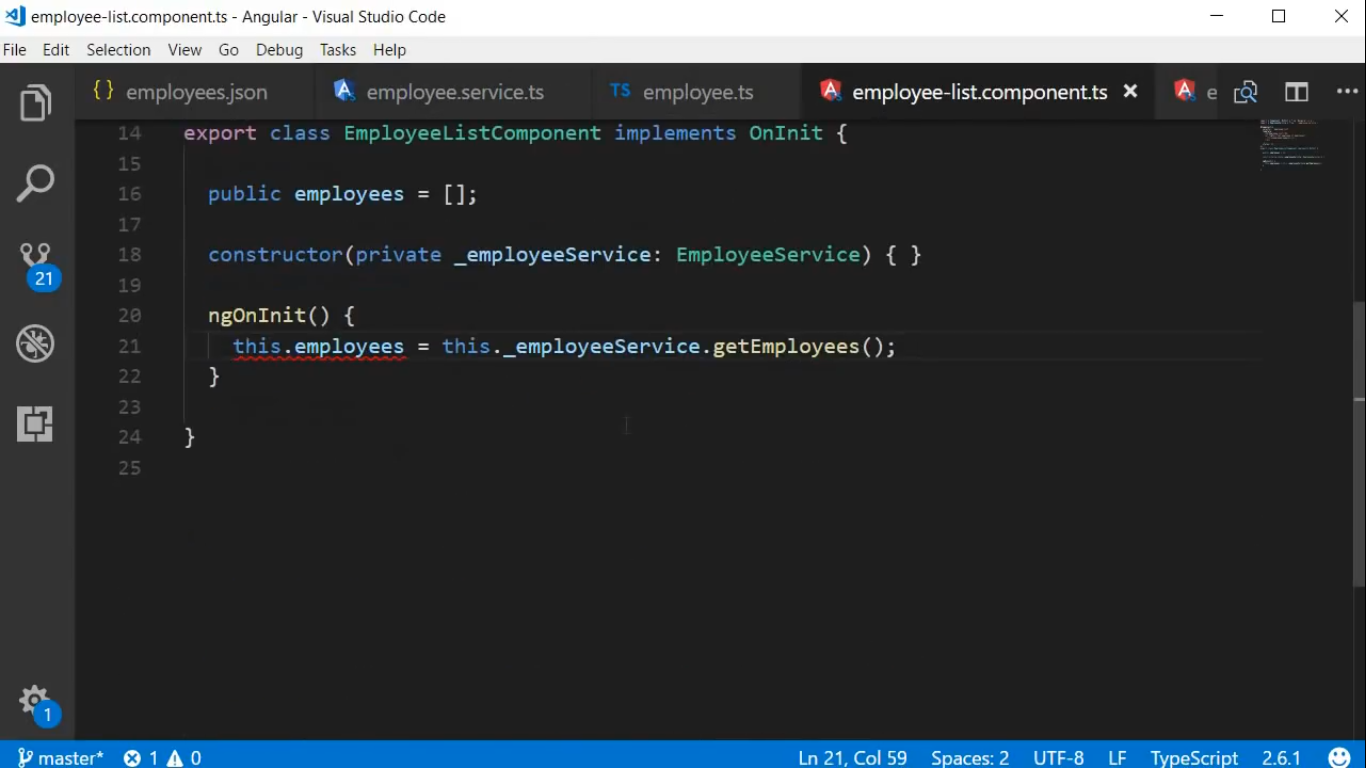 employee-list.component.ts - Angular - Visual Studio Code
File Edit Selection View Go Debug Tasks Help
{} employees.json employee.service.ts TS employee.ts employee-list.component.ts e
14 export class EmployeeListComponent implements OnInit {
15
16 public employees = [];
17
18 constructor(private _employeeService: EmployeeService) { }
19
20 ngOnInit() {
21 this.employees = this._employeeService.getEmployees();
22 }
23
24 }
25
21
1
master* 1 0 Ln 21, Col 59 Spaces: 2 UTF-8 LF TypeScript 2.6.1